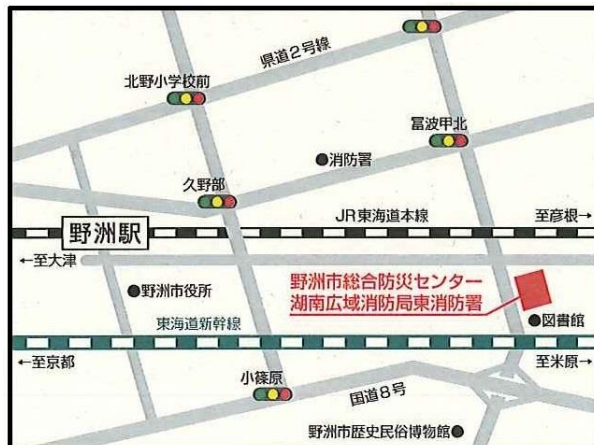 県道2号線
北野小学校前
冨波甲北
消防署
久野部
JR東海道本線
至彦根→
野洲駅
←至大津
野洲市総合防災センター
湖南広域消防局東消防署
野洲市役所
図書館
東海道新幹線
←至京都
至米原→
小篠原
国道8号
野洲市歴史民俗博物館